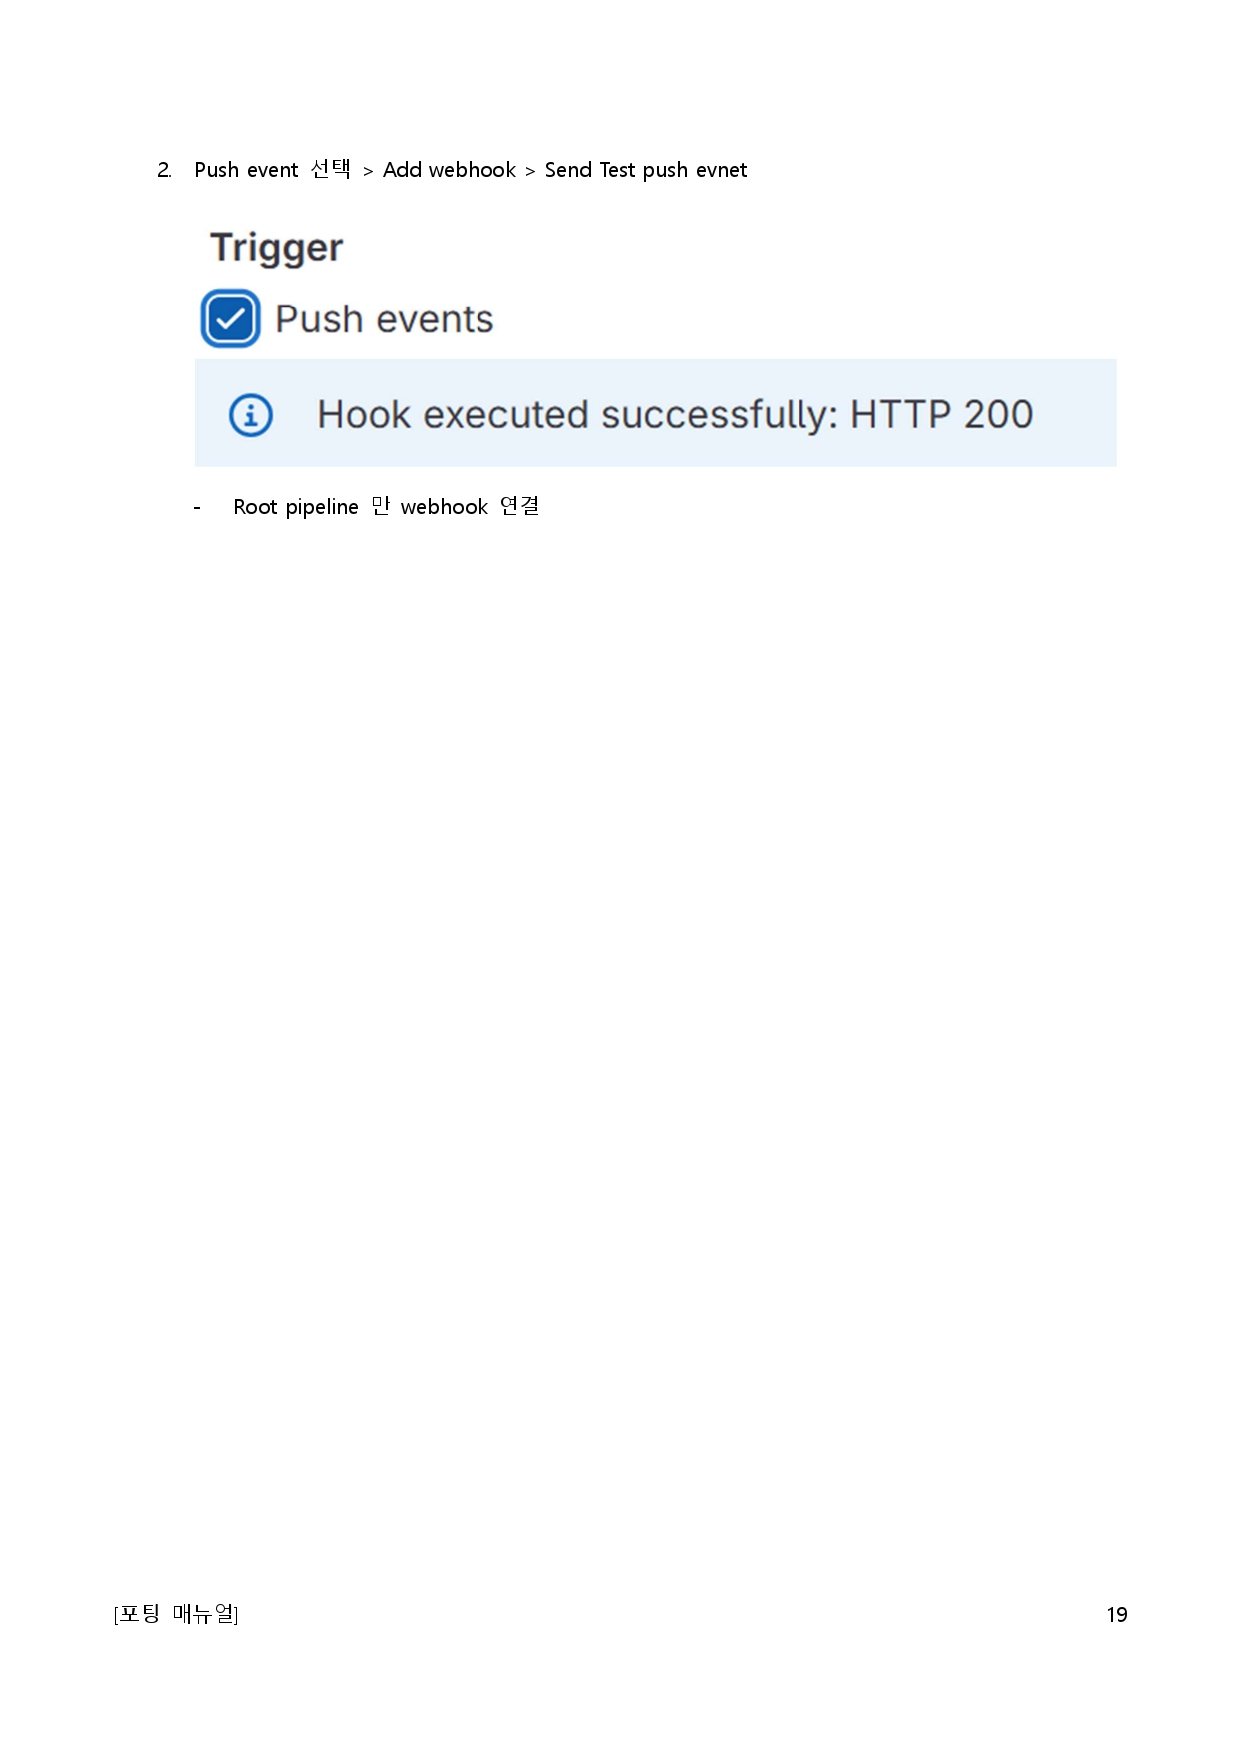 2. Push event 선택 > Add webhook > Send Test push evnet
Trigger
Push events
Hook executed successfully: HTTP 200
- Root pipeline 만 webhook 연결
[포팅 매뉴얼] 19